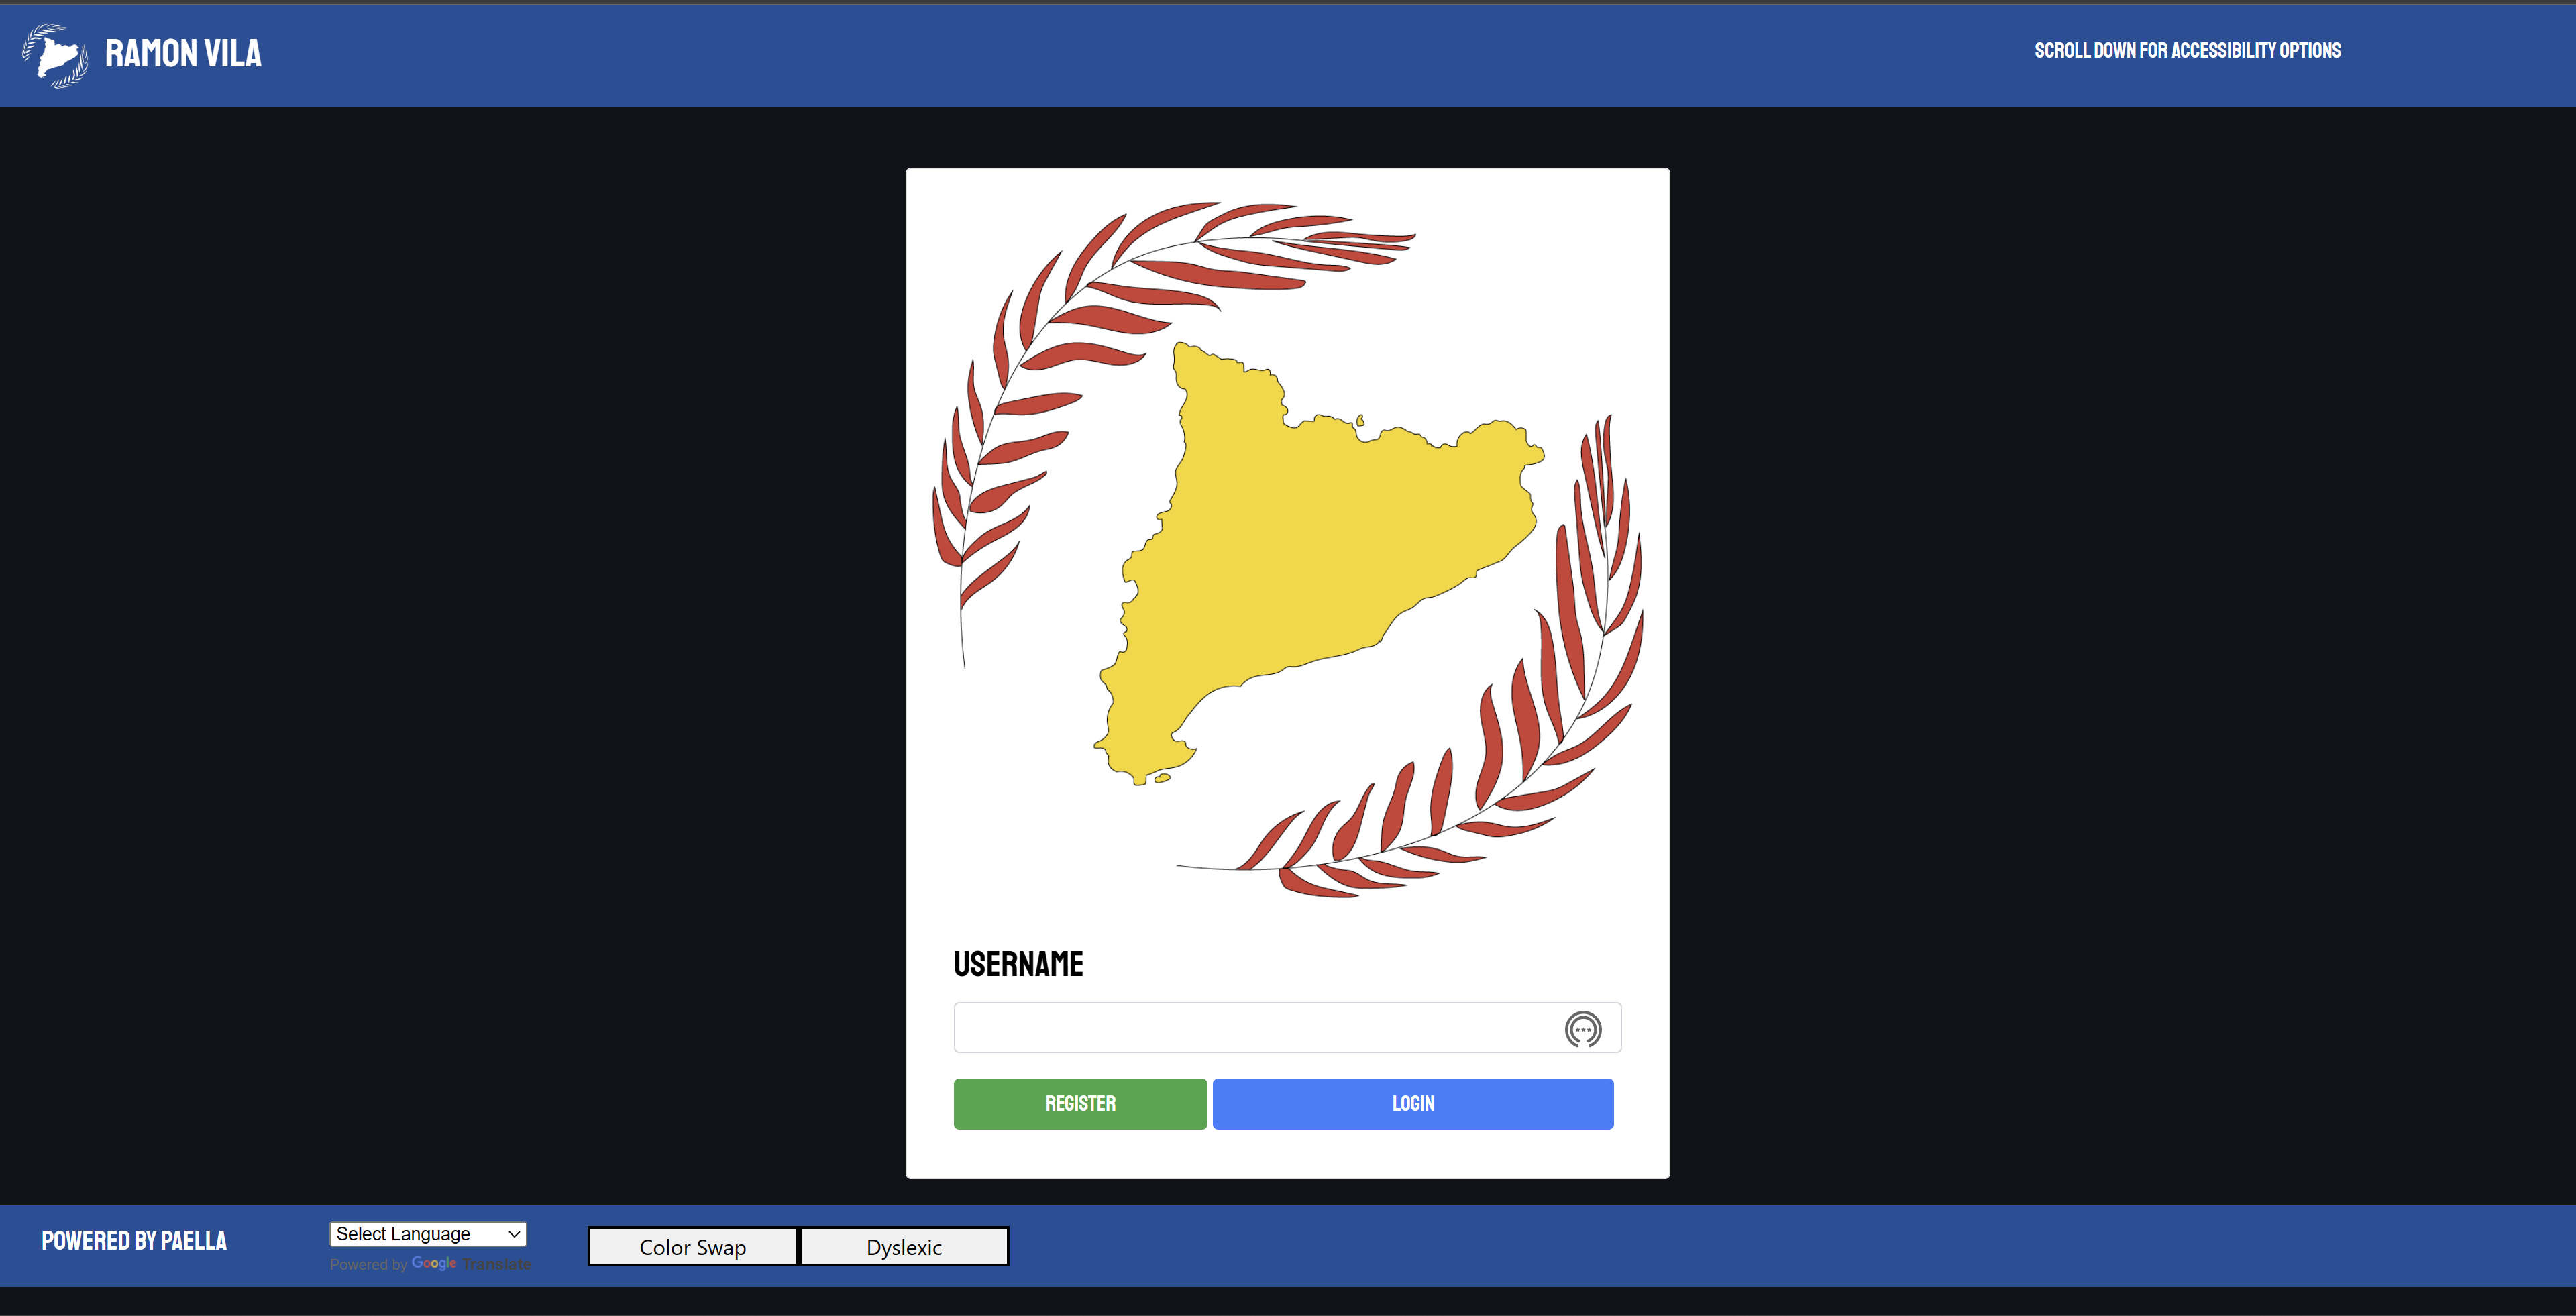 RAMON VILA
SCROLL DOWN FOR ACCESSIBILITY OPTIONS
USERNAME
REGISTER
LOGIN
POWERED BY PAELLA
Select Language
Powered by Google Translate
Color Swap
Dyslexic